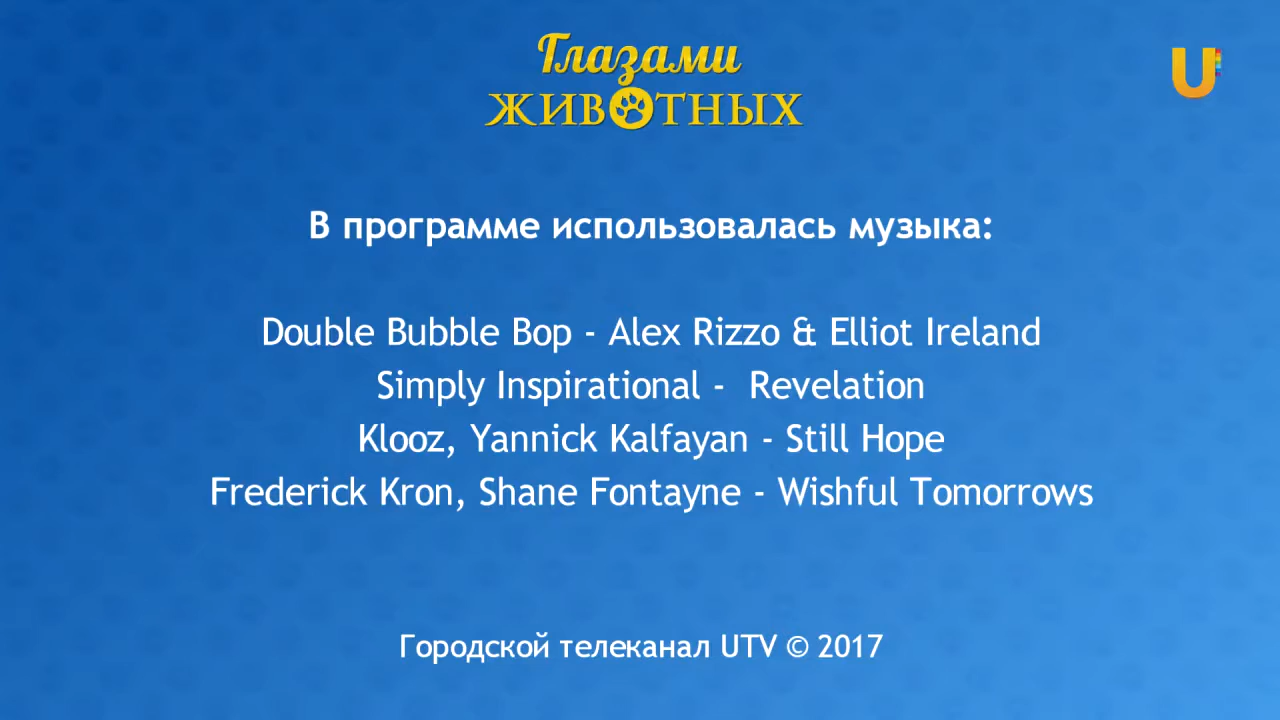 Глазами
ЖИВОТНЫХ
U
В программе использовалась музыка:
Double Bubble Bop - Alex Rizzo & Elliot Ireland
Simply Inspirational -  Revelation
Klooz, Yannick Kalfayan - Still Hope
Frederick Kron, Shane Fontayne - Wishful Tomorrows
Городской телеканал UTV © 2017